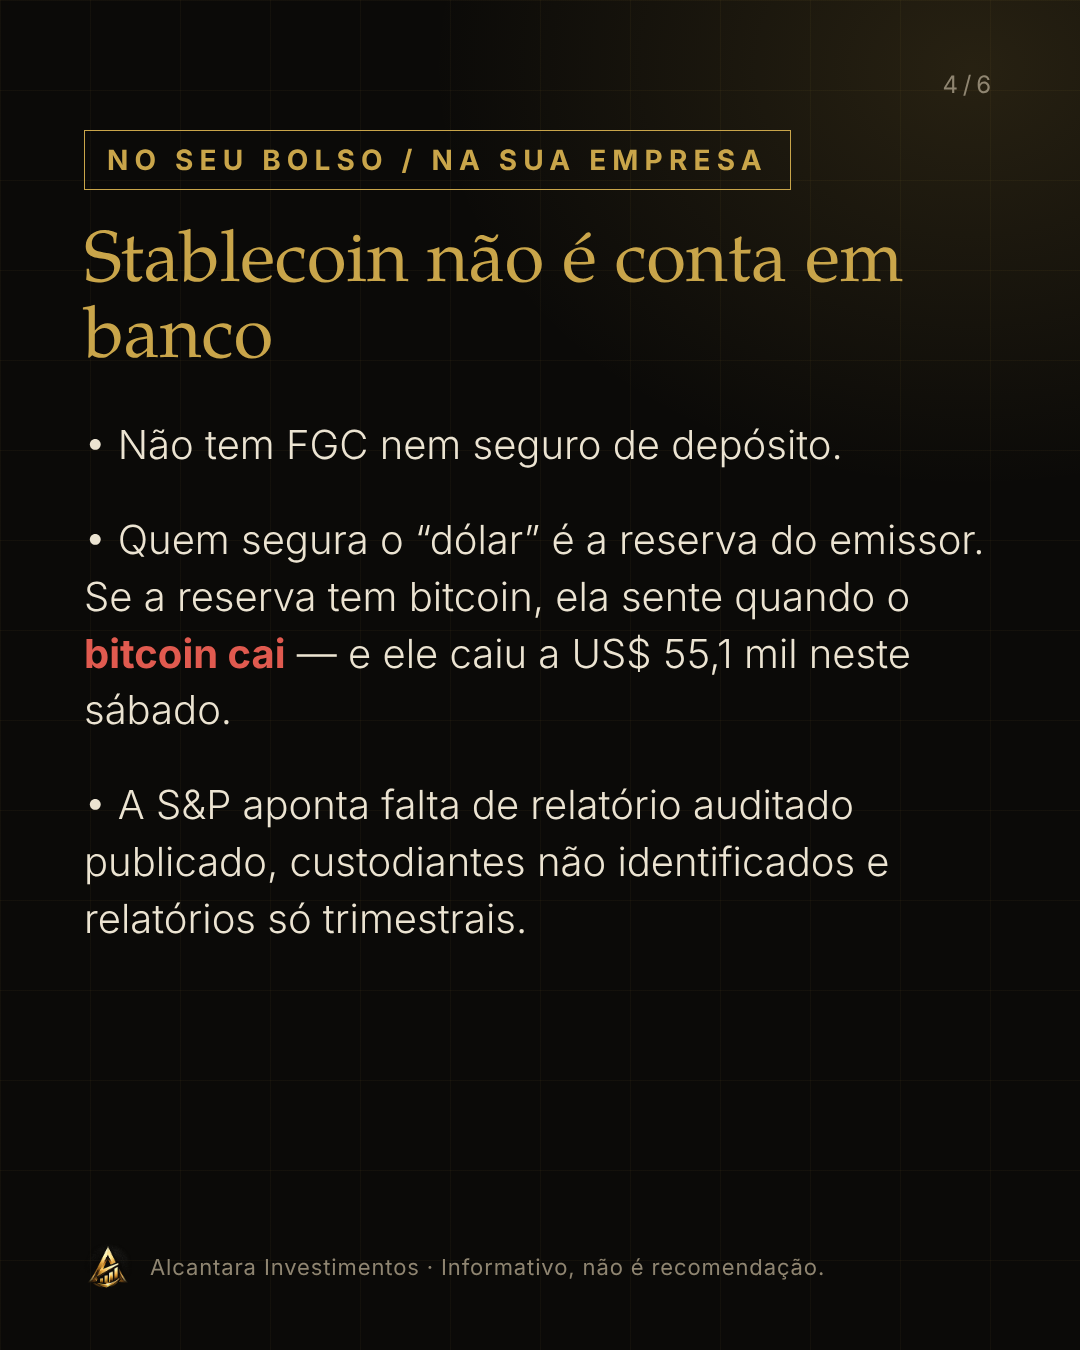 4/6
NO SEU BOLSO / NA SUA EMPRESA
Stablecoin não é conta em
banco
• Não tem FGC nem seguro de depósito.
• Quem segura o “dólar” é a reserva do emissor.
Se a reserva tem bitcoin, ela sente quando o
bitcoin cai — e ele caiu a US$ 55,1 mil neste
sábado.
• A S&P aponta falta de relatório auditado
publicado, custodiantes não identificados e
relatórios só trimestrais.
Alcantara Investimentos · Informativo, não é recomendação.